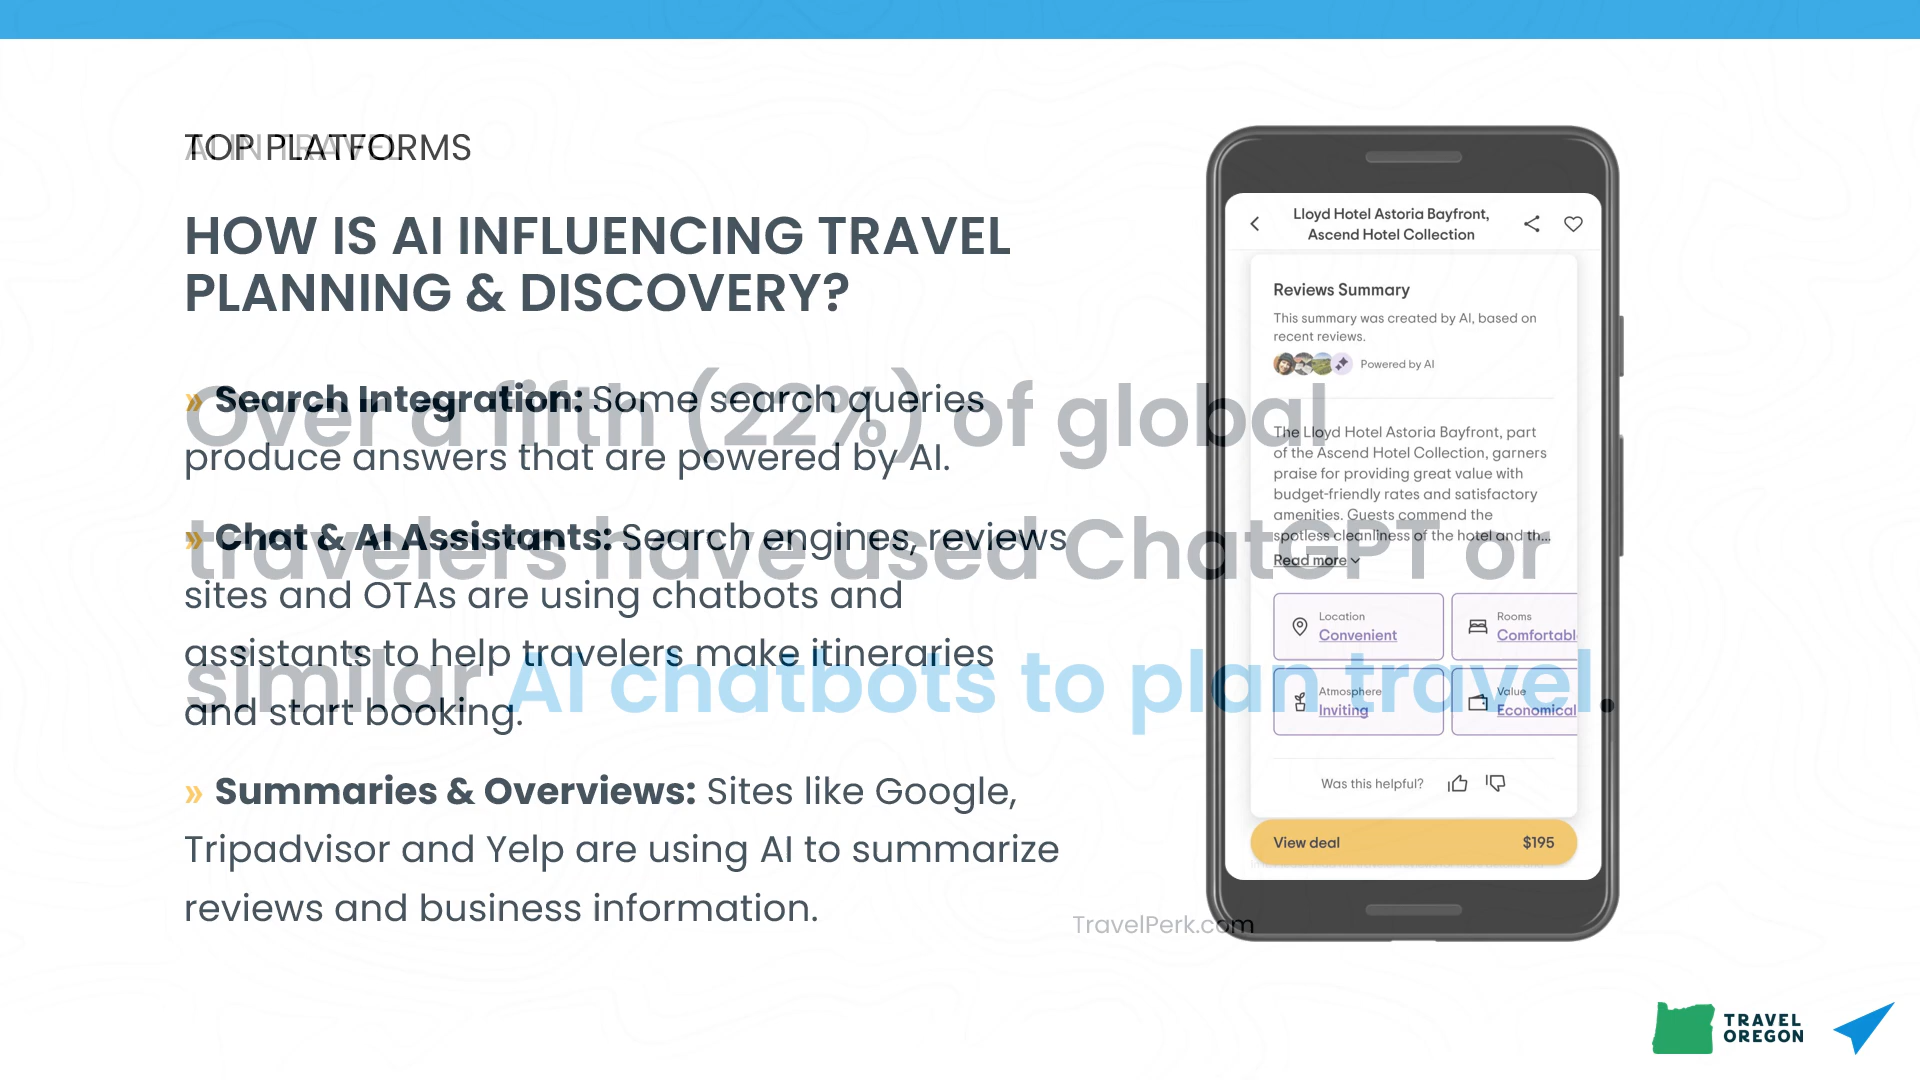 TOP PLATFORMS
AI IN TRAVEL
HOW IS AI INFLUENCING TRAVEL
PLANNING & DISCOVERY?
» Search Integration: Some search queries
produce answers that are powered by AI.
» Chat & AI Assistants: Search engines, reviews
sites and OTAs are using chatbots and
assistants to help travelers make itineraries
and start booking.
» Summaries & Overviews: Sites like Google,
Tripadvisor and Yelp are using AI to summarize
reviews and business information.
Over a fifth (22%) of global
travelers have used ChatGPT or
similar AI chatbots to plan travel.
TravelPerk.com
Lloyd Hotel Astoria Bayfront,
Ascend Hotel Collection
Reviews Summary
This summary was created by AI, based on
recent reviews.
Powered by AI
The Lloyd Hotel Astoria Bayfront, part
of the Ascend Hotel Collection, garners
praise for providing great value with
budget-friendly rates and satisfactory
amenities. Guests commend the
spotless cleanliness of the hotel and th...
Read more
Location
Convenient
Rooms
Comfortabl
Atmosphere
Inviting
Value
Economical
Was this helpful?
View deal $195
TRAVEL
OREGON